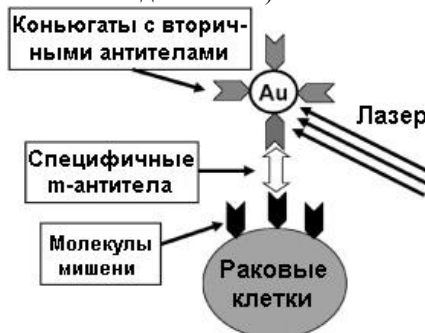 Коньюгаты с вторич-
ными антителами
Au
Лазер
Специфичные
m-антитела
Молекулы
мишени
Раковые
клетки